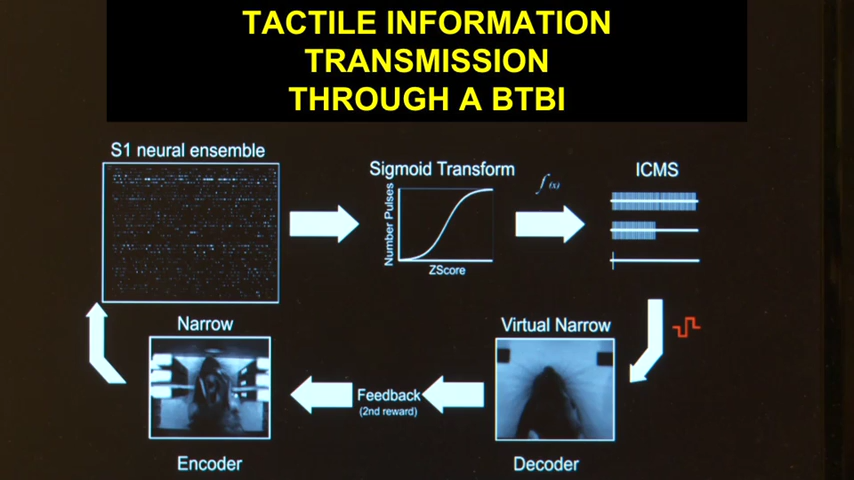 TACTILE INFORMATION
TRANSMISSION
THROUGH A BTBI
S1 neural ensemble
Sigmoid Transform
Number Pulses
ZScore
∫(x)
ICMS
Narrow
Virtual Narrow
Feedback
(2nd reward)
Encoder
Decoder